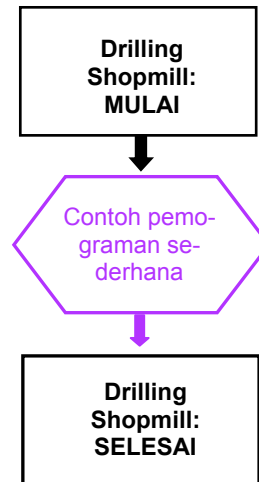 Drilling
Shopmill:
MULAI
Contoh pemo-
graman se-
derhana
Drilling
Shopmill:
SELESAI